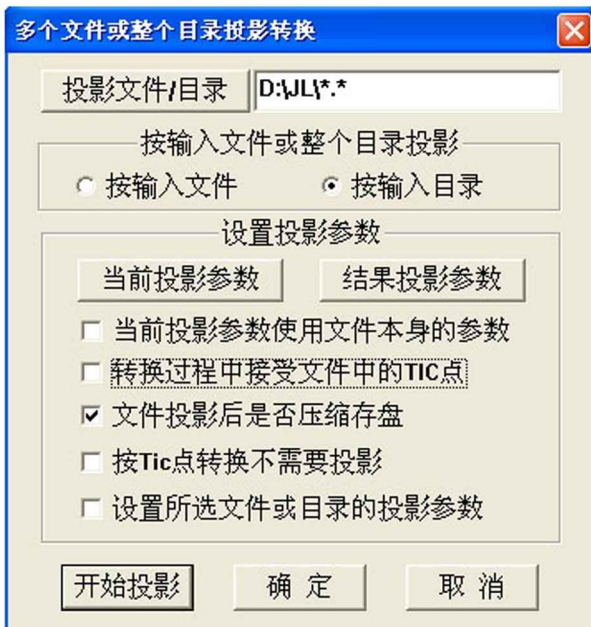 多个文件或整个目录投影转换
投影文件/目录 D:\JL\*.*
按输入文件或整个目录投影
按输入文件 按输入目录
设置投影参数
当前投影参数 结果投影参数
当前投影参数使用文件本身的参数
转换过程中接受文件中的TIC点
文件投影后是否压缩存盘
按Tic点转换不需要投影
设置所选文件或目录的投影参数
开始投影 确 定 取 消